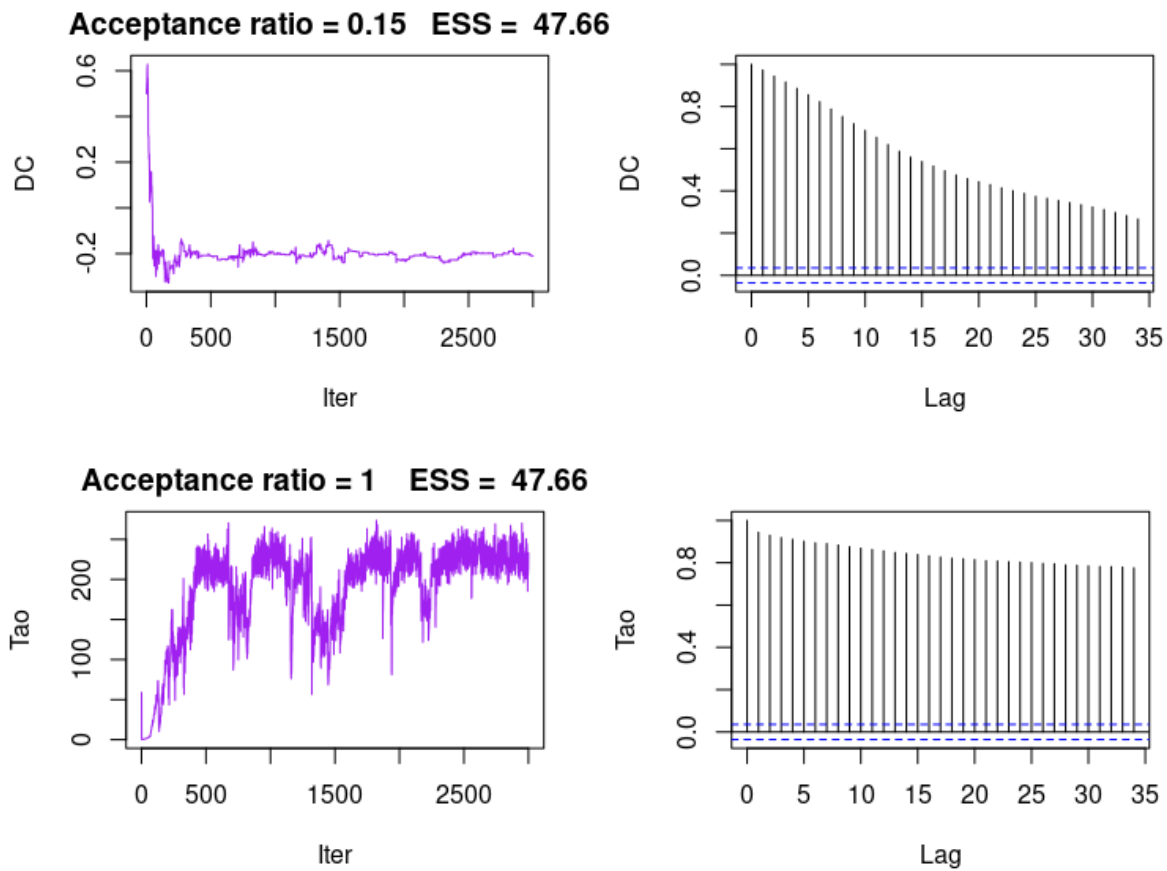 Acceptance ratio = 0.15 ESS = 47.66
DC
0.6
0.2
-0.2
0 500 1500 2500
Iter
DC
0.8
0.4
0.0
0 5 10 15 20 25 30 35
Lag
Acceptance ratio = 1 ESS = 47.66
Tao
200
100
0
0 500 1500 2500
Iter
Tao
0.8
0.4
0.0
0 5 10 15 20 25 30 35
Lag